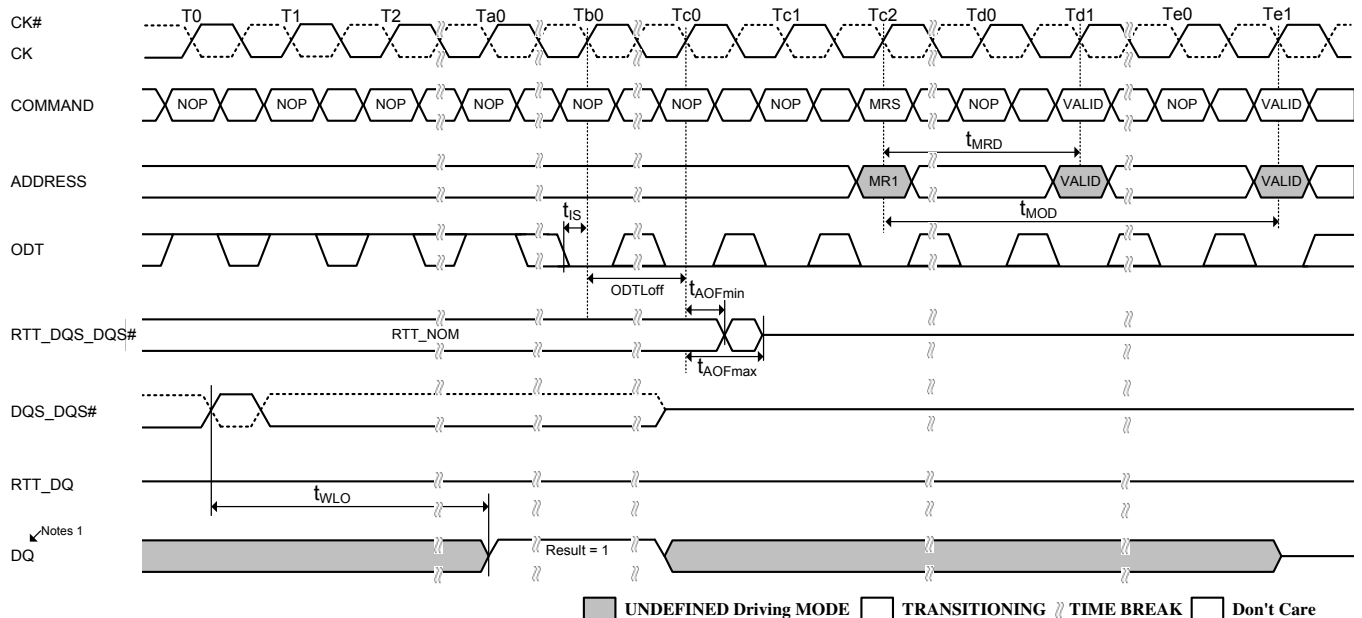 T0 T1 T2 Ta0 Tb0 Tc0 Tc1 Tc2 Td0 Td1 Te0 Te1
CK#
CK
COMMAND NOP NOP NOP NOP NOP NOP NOP MRS NOP VALID NOP VALID
tMRD
ADDRESS MR1 VALID VALID
tIS tMOD
ODT
ODTLoff tAOFmin
RTT_DQS_DQS# RTT_NOM
tAOFmax
DQS_DQS#
RTT_DQ
tWLO
Notes 1
DQ Result = 1
UNDEFINED Driving MODE TRANSITIONING TIME BREAK Don't Care